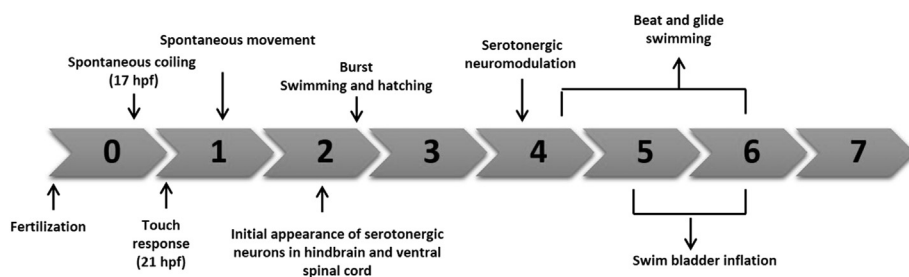 Spontaneous movement
Spontaneous coiling
(17 hpf)
Burst
Swimming and hatching
Serotonergic
neuromodulation
Beat and glide
swimming
0 1 2 3 4 5 6 7
Fertilization
Touch
response
(21 hpf)
Initial appearance of serotonergic
neurons in hindbrain and ventral
spinal cord
Swim bladder inflation